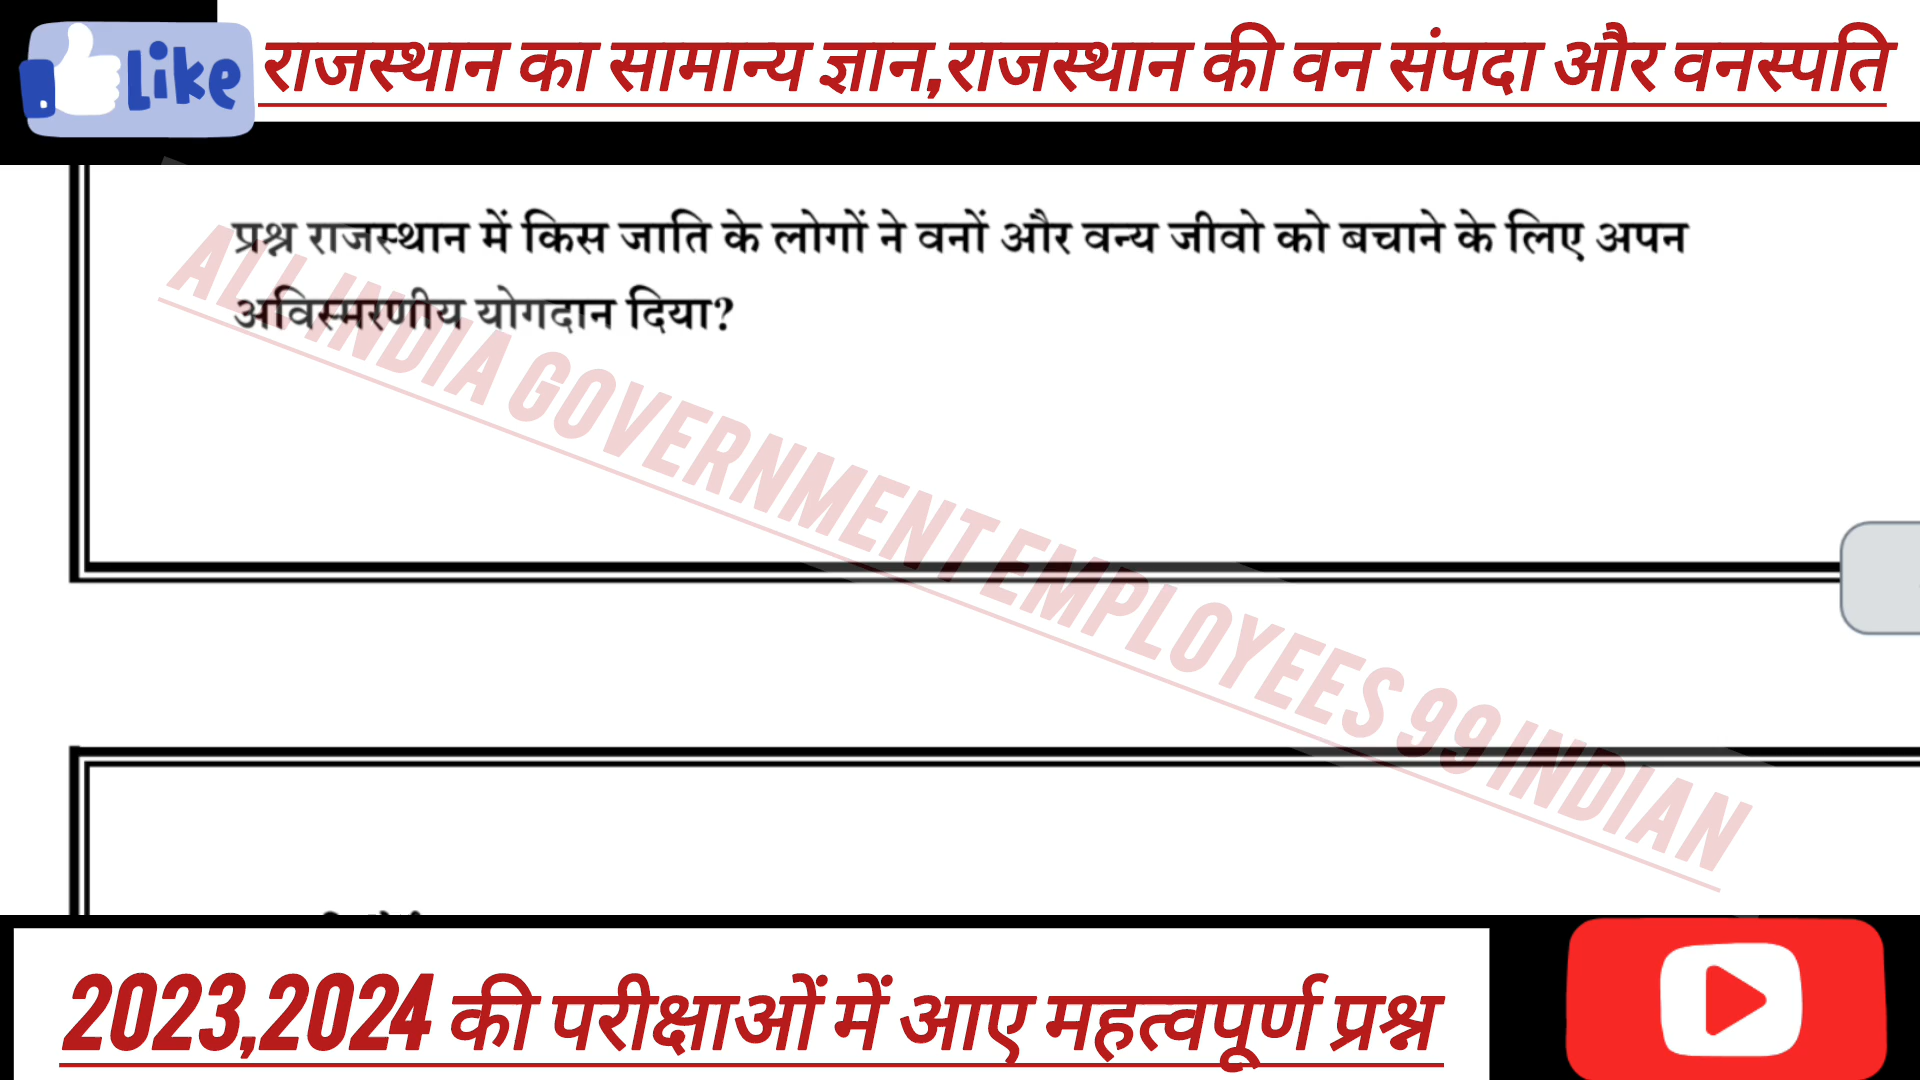 Like
राजस्थान का सामान्य ज्ञान,राजस्थान की वन संपदा और वनस्पति
प्रश्न राजस्थान में किस जाति के लोगों ने वनों और वन्य जीवो को बचाने के लिए अपन
अविस्मरणीय योगदान दिया?
ALL INDIA GOVERNMENT EMPLOYEES 99 INDIAN
2023,2024 की परीक्षाओं में आए महत्वपूर्ण प्रश्न